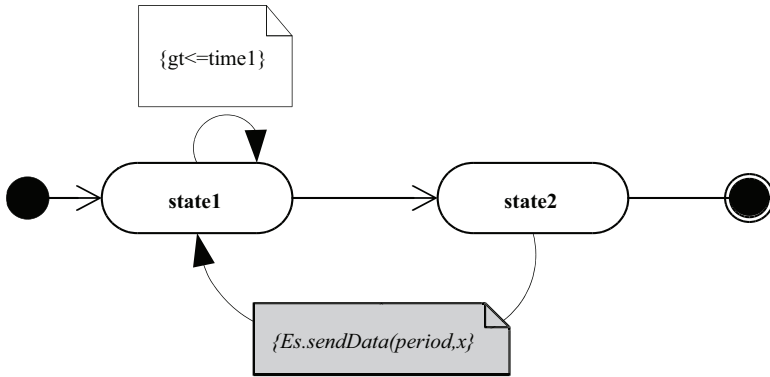 {gt<=time1}
state1
state2
{Es.sendData(period,x}